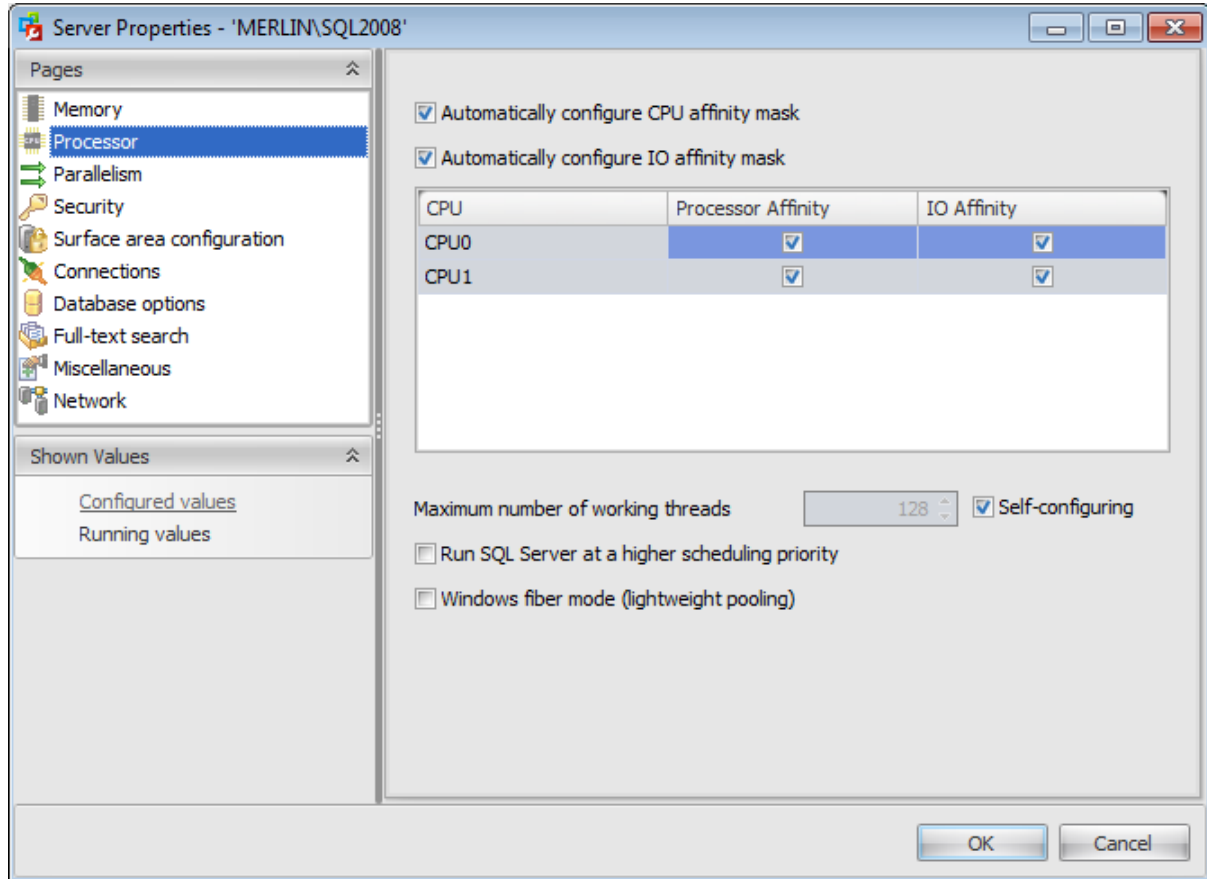 Server Properties - 'MERLIN\SQL2008'
Pages
Memory
Processor
Parallelism
Security
Surface area configuration
Connections
Database options
Full-text search
Miscellaneous
Network
Shown Values
Configured values
Running values
Automatically configure CPU affinity mask
Automatically configure IO affinity mask
CPU Processor Affinity IO Affinity
CPU0
CPU1
Maximum number of working threads 128 Self-configuring
Run SQL Server at a higher scheduling priority
Windows fiber mode (lightweight pooling)
OK Cancel